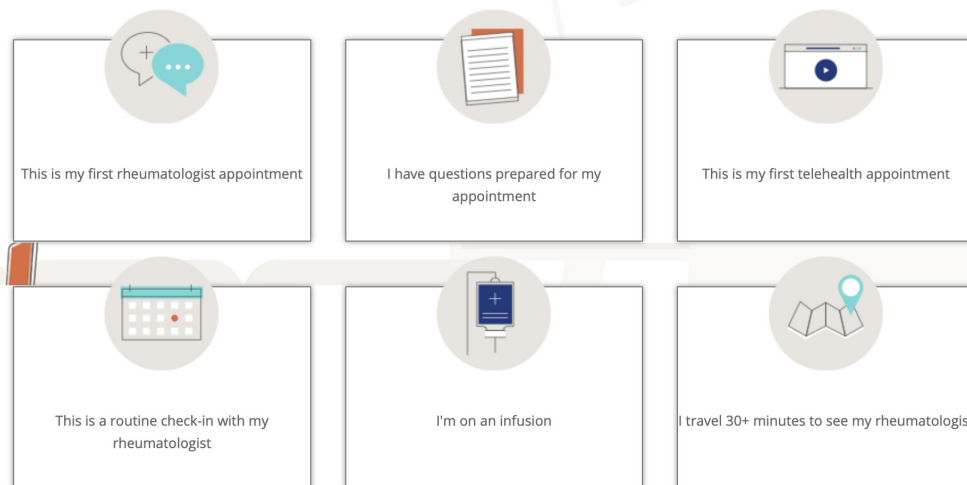 This is my first rheumatologist appointment
I have questions prepared for my
appointment
This is my first telehealth appointment
This is a routine check-in with my
rheumatologist
I'm on an infusion
I travel 30+ minutes to see my rheumatologis